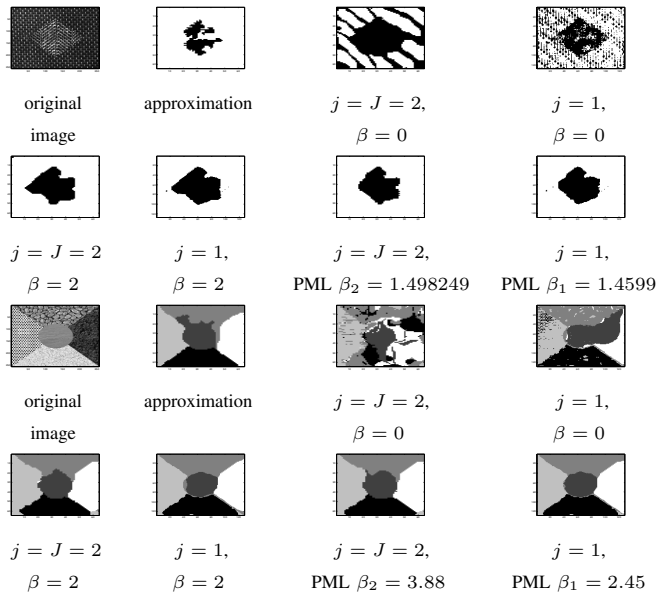 original approximation j = J = 2, j = 1,
image β = 0 β = 0
j = J = 2 j = 1, j = J = 2, j = 1,
β = 2 β = 2 PML β₂ = 1.498249 PML β₁ = 1.4599
original approximation j = J = 2, j = 1,
image β = 0 β = 0
j = J = 2 j = 1, j = J = 2, j = 1,
β = 2 β = 2 PML β₂ = 3.88 PML β₁ = 2.45